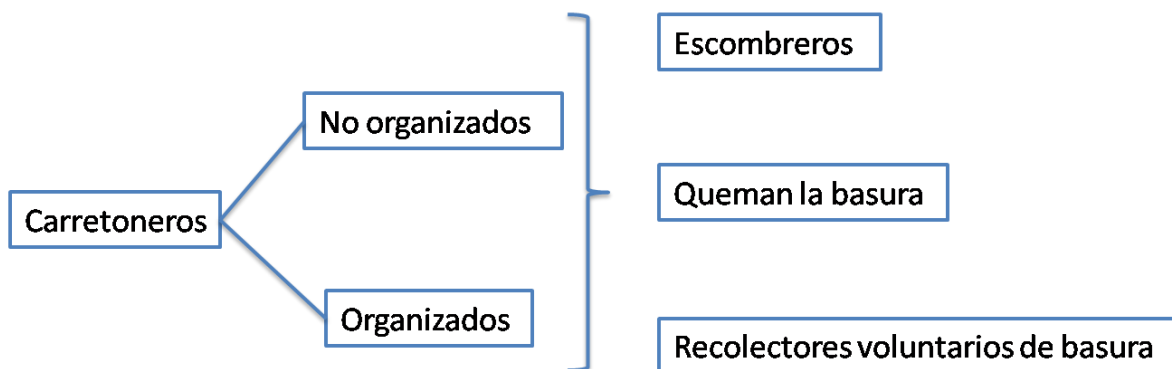 Escombreros
No organizados
Queman la basura
Carretoneros
Organizados
Recolectores voluntarios de basura